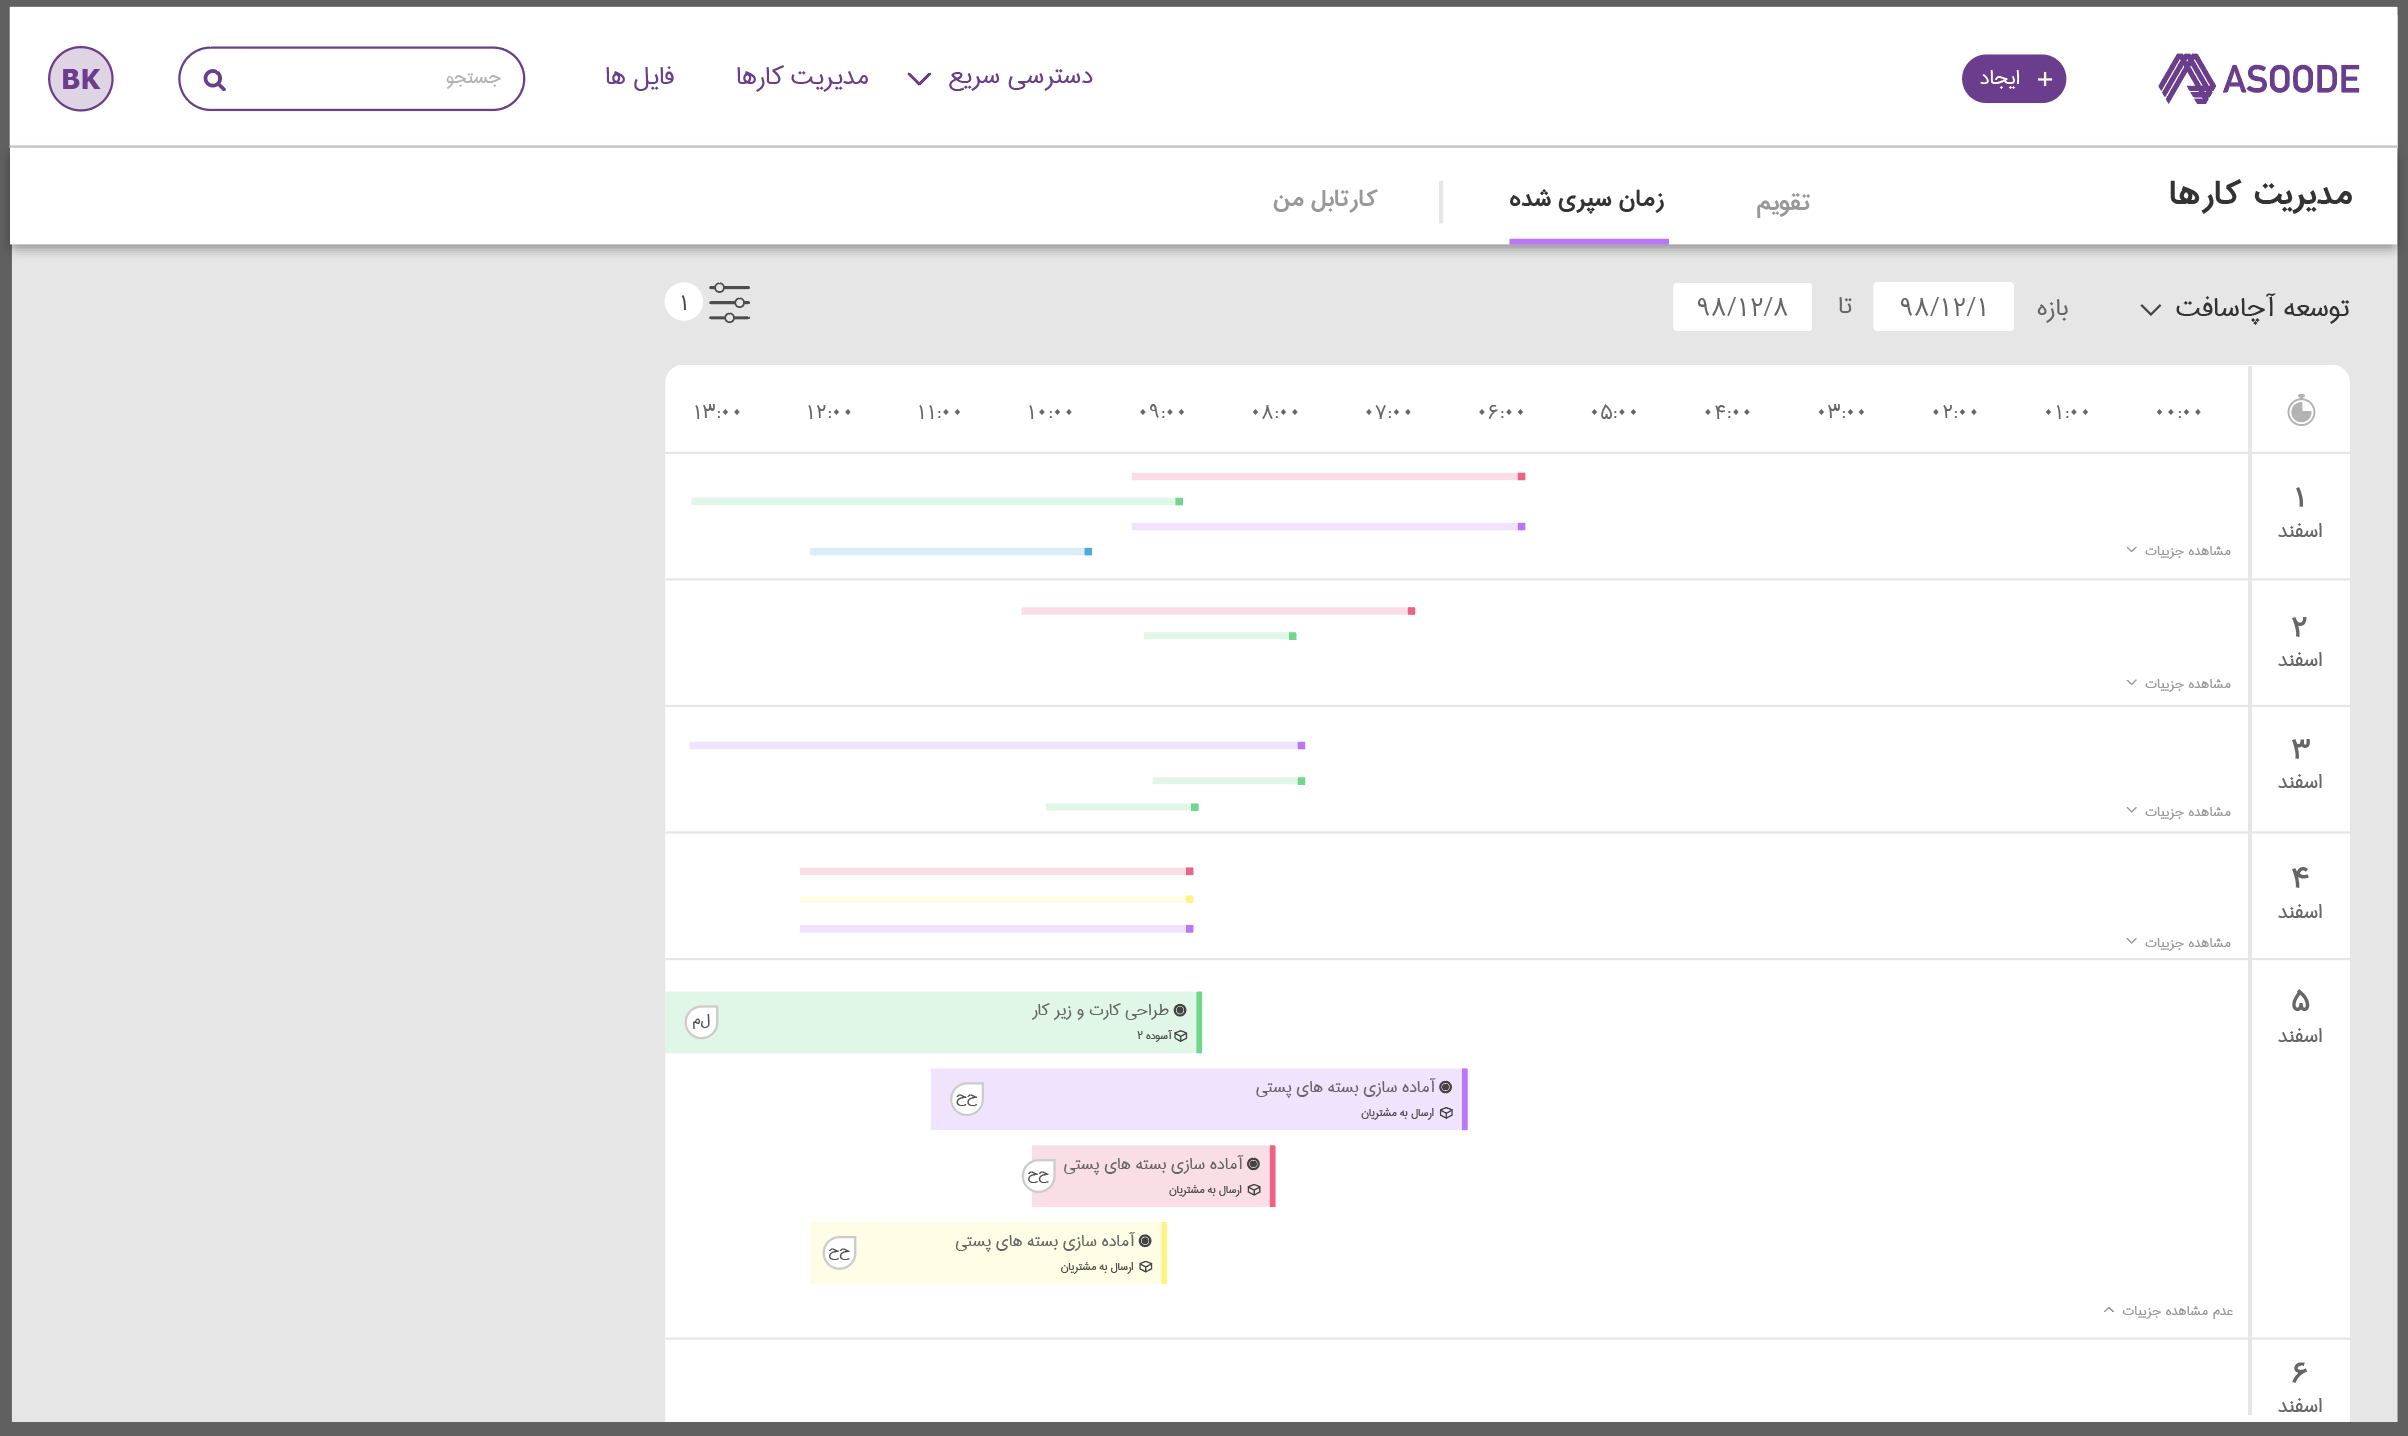 ASOODE
+ ایجاد
دسترسی سریع
مدیریت کارها
فایل ها
جستجو
BK
مدیریت کارها
تقویم
زمان سپری شده
کارتابل من
توسعه آچاسافت
بازه
۹۸/۱۲/۱
تا
۹۸/۱۲/۸
۱
۰۰:۰۰
۰۱:۰۰
۰۲:۰۰
۰۳:۰۰
۰۴:۰۰
۰۵:۰۰
۰۶:۰۰
۰۷:۰۰
۰۸:۰۰
۰۹:۰۰
۱۰:۰۰
۱۱:۰۰
۱۲:۰۰
۱۳:۰۰
۱
اسفند
مشاهده جزییات
۲
اسفند
مشاهده جزییات
۳
اسفند
مشاهده جزییات
۴
اسفند
مشاهده جزییات
۵
اسفند
طراحی کارت و زیر کار
آسوده ۲
ل‌م
آماده سازی بسته های پستی
ارسال به مشتریان
ح‌ح
آماده سازی بسته های پستی
ارسال به مشتریان
ح‌ح
آماده سازی بسته های پستی
ارسال به مشتریان
ح‌ح
عدم مشاهده جزییات
۶
اسفند